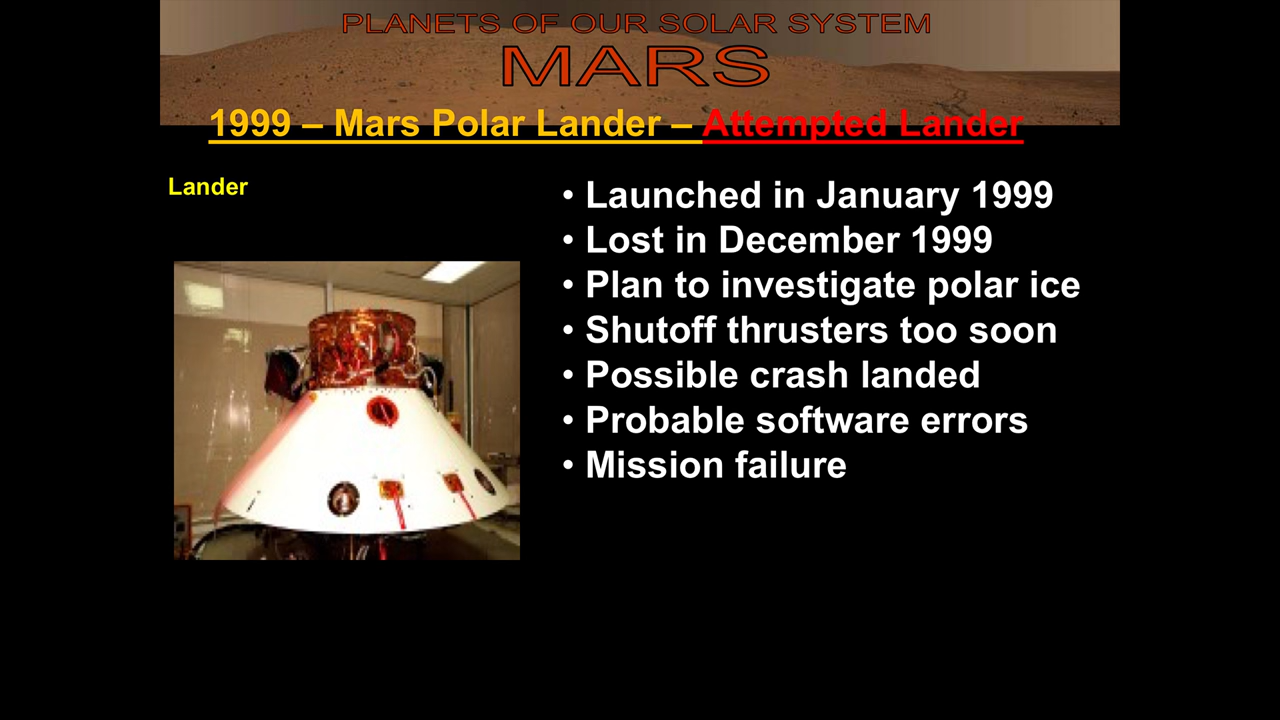 PLANETS OF OUR SOLAR SYSTEM
MARS
1999 – Mars Polar Lander – Attempted Lander
Lander
• Launched in January 1999
• Lost in December 1999
• Plan to investigate polar ice
• Shutoff thrusters too soon
• Possible crash landed
• Probable software errors
• Mission failure